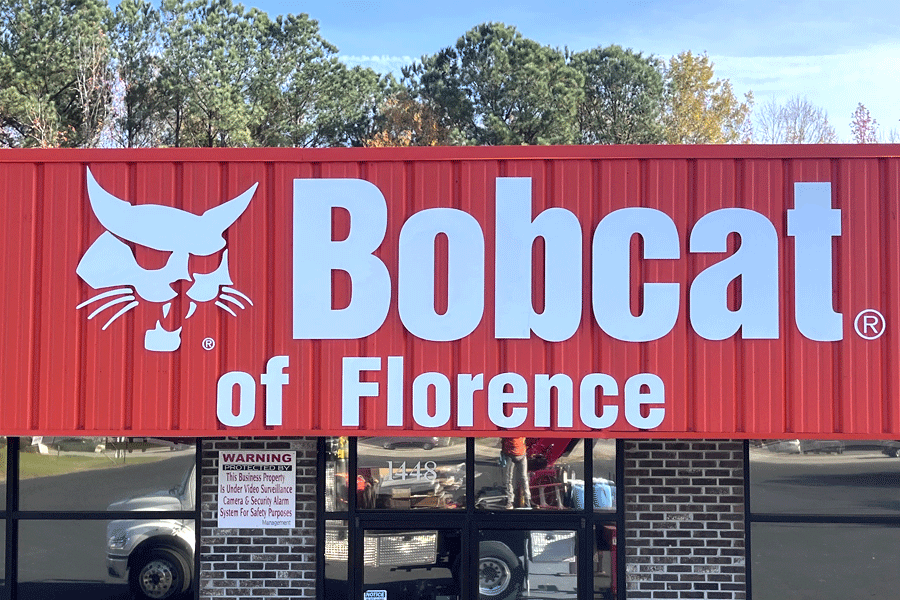 Bobcat®
®
of Florence
1448
WARNING
PROTECTED BY
This Business Property
Is Under Video Surveillance
Camera & Security Alarm
System For Safety Purposes
Management
NOTICE